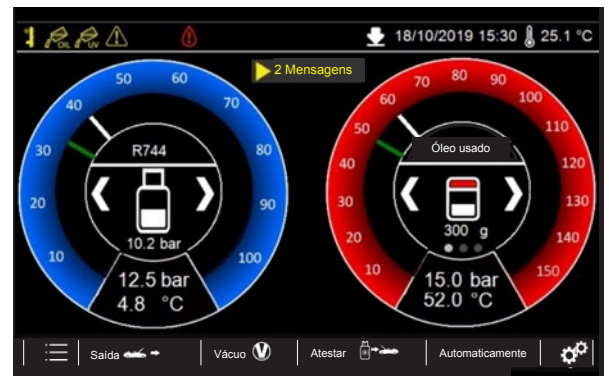 OIL UV 18/10/2019 15:30 25.1 °C
2 Mensagens
10 20 30 40 50 60 70 80 90 100
R744
10.2 bar
12.5 bar
4.8 °C
10 20 30 40 50 60 70 80 90 100 110 120 130 140 150
Óleo usado
300 g
15.0 bar
52.0 °C
Saída Vácuo V Atestar Automaticamente